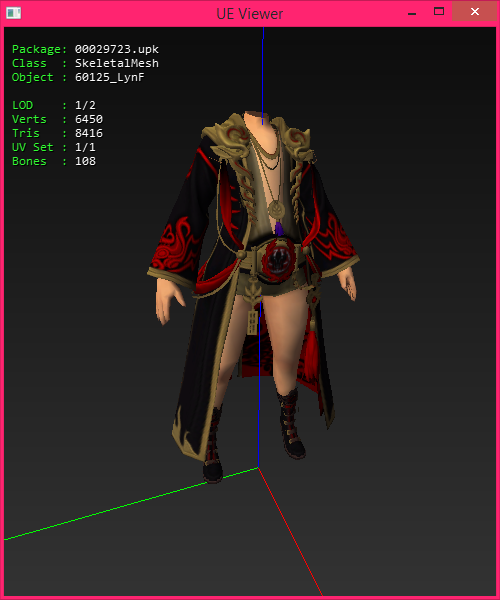 UE Viewer
Package: 00029723.upk
Class  : SkeletalMesh
Object : 60125_LynF
LOD    : 1/2
Verts  : 6450
Tris   : 8416
UV Set : 1/1
Bones  : 108